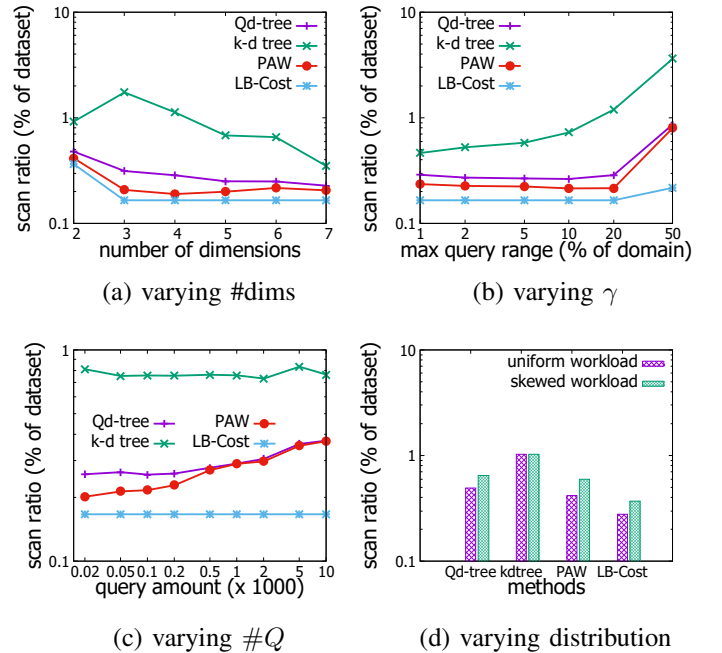 scan ratio (% of dataset)
10
1
0.1
Qd-tree
k-d tree
PAW
LB-Cost
2 3 4 5 6 7
number of dimensions
(a) varying #dims
scan ratio (% of dataset)
10
1
0.1
Qd-tree
k-d tree
PAW
LB-Cost
1 2 5 10 20 50
max query range (% of domain)
(b) varying γ
scan ratio (% of dataset)
1
0.1
Qd-tree PAW
k-d tree LB-Cost
0.02 0.05 0.1 0.2 0.5 1 2 5 10
query amount (x 1000)
(c) varying #Q
scan ratio (% of dataset)
10
1
0.1
uniform workload
skewed workload
Qd-tree kdtree PAW LB-Cost
methods
(d) varying distribution